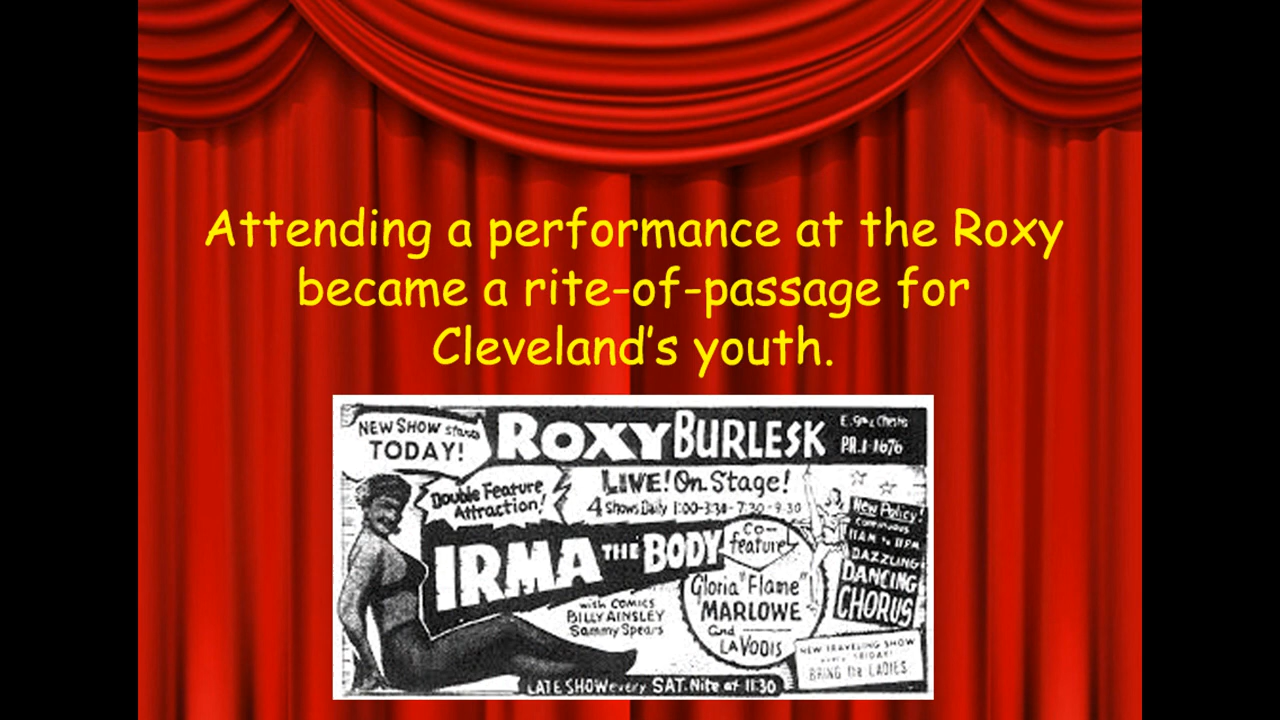 Attending a performance at the Roxy
became a rite-of-passage for
Cleveland's youth.
NEW SHOW starts
TODAY!
ROXY BURLESK
PR.1-1676
Double Feature
Attraction!
LIVE! On Stage!
4 Shows Daily 1:00-3:30-7:30-9:30
IRMA THE BODY
Co-
feature
Gloria "Flame"
MARLOWE
and
LA VODIS
with COMICS
BILLY AINSLEY
Sammy Spears
New Policy!
CONTINUOUS
11AM to 11PM
DAZZLING
DANCING
CHORUS
NEW TRAVELING SHOW
EVERY FRIDAY!
BRING the LADIES
LATE SHOW every SAT. Nite at 11:30